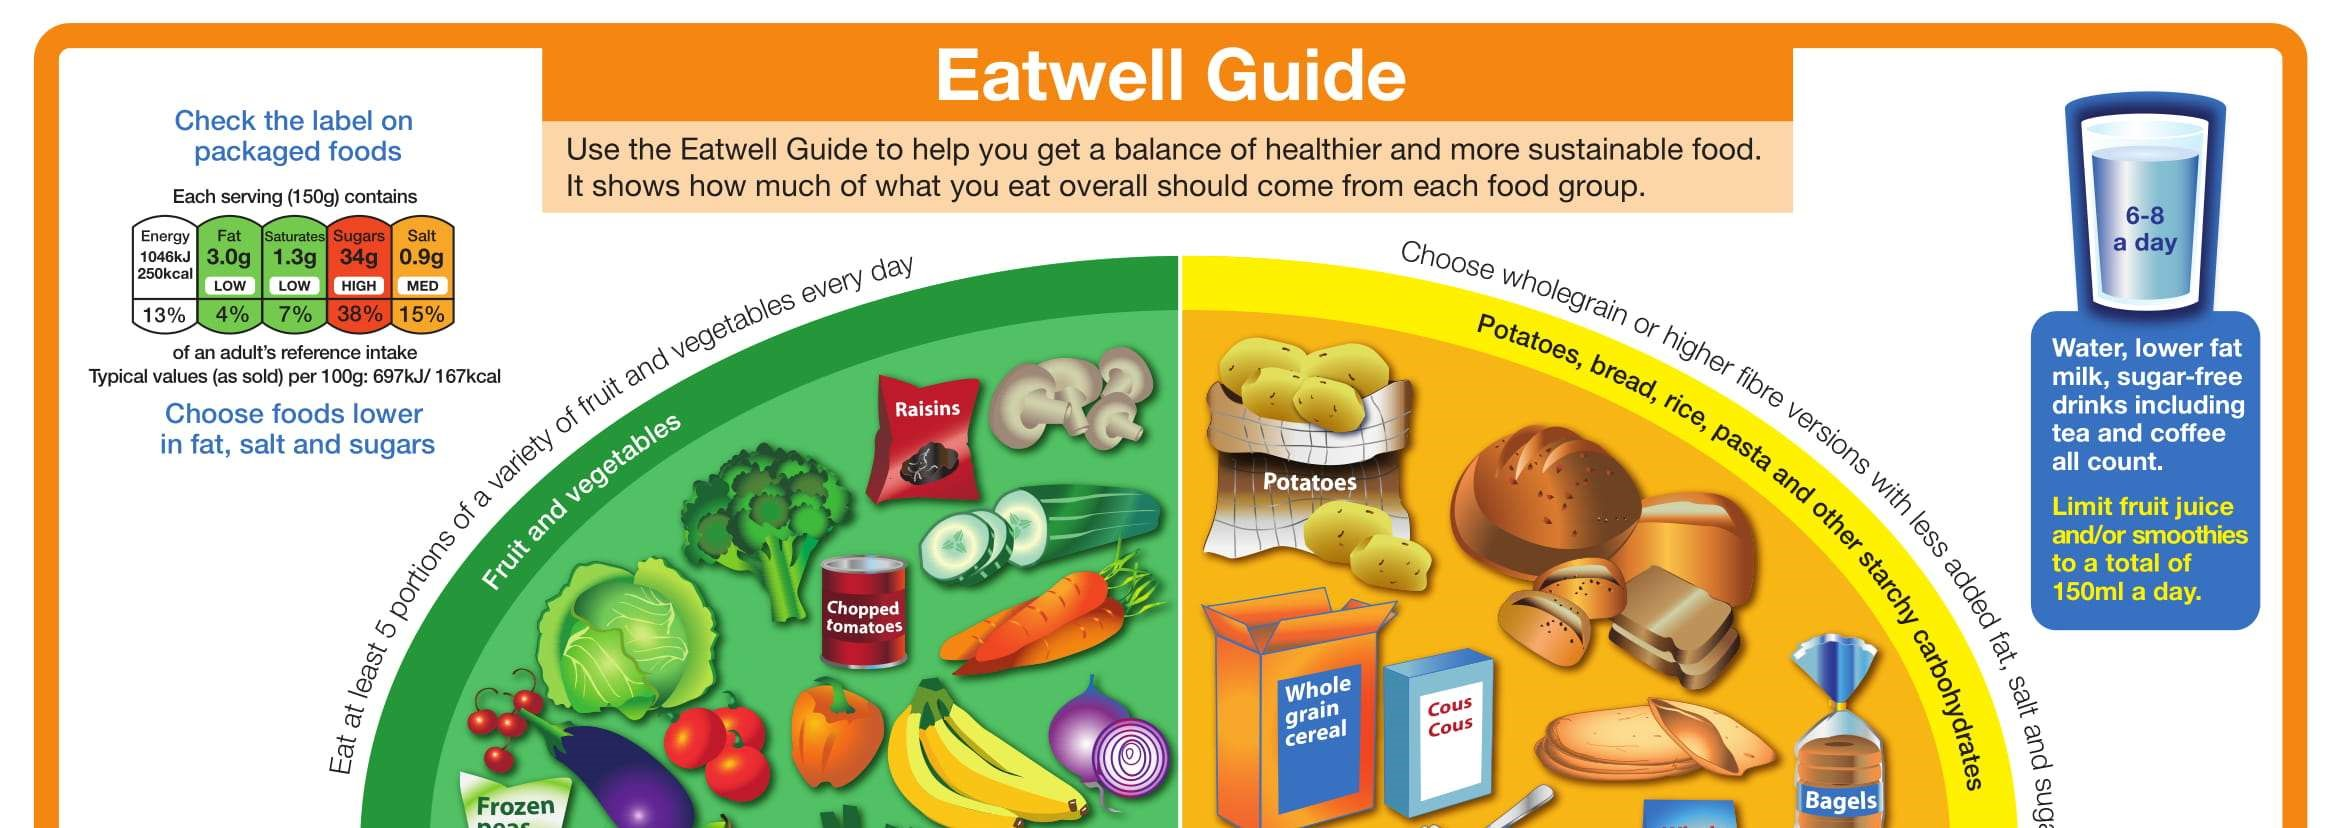 Eatwell Guide
Use the Eatwell Guide to help you get a balance of healthier and more sustainable food.
It shows how much of what you eat overall should come from each food group.
Check the label on
packaged foods
Each serving (150g) contains
Energy
1046kJ
250kcal
13%
Fat
3.0g
LOW
4%
Saturates
1.3g
LOW
7%
Sugars
34g
HIGH
38%
Salt
0.9g
MED
15%
of an adult's reference intake
Typical values (as sold) per 100g: 697kJ/ 167kcal
Choose foods lower
in fat, salt and sugars
Eat at least 5 portions of a variety of fruit and vegetables every day
Fruit and vegetables
Raisins
Chopped
tomatoes
Frozen
peas
Choose wholegrain or higher fibre versions with less added fat, salt and suga
Potatoes, bread, rice, pasta and other starchy carbohydrates
Potatoes
Whole
grain
cereal
Cous
Cous
Bagels
6-8
a day
Water, lower fat
milk, sugar-free
drinks including
tea and coffee
all count.
Limit fruit juice
and/or smoothies
to a total of
150ml a day.